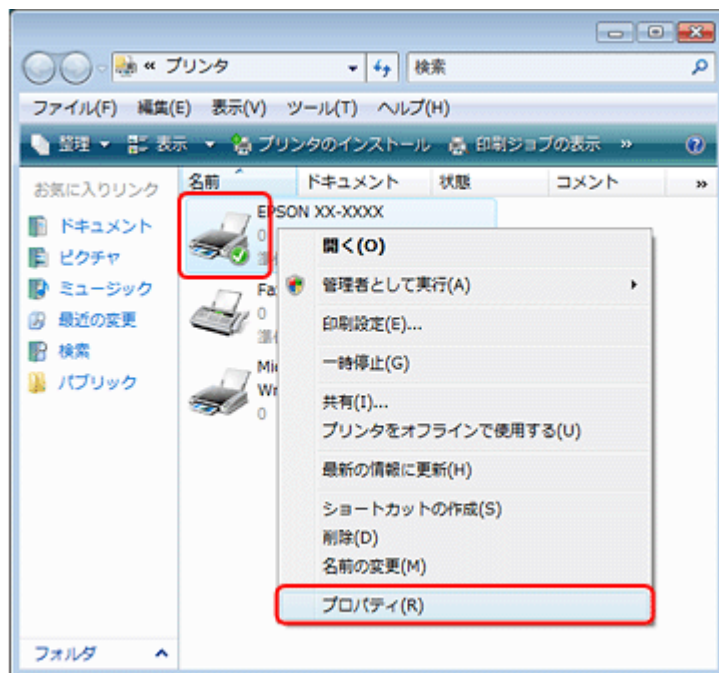 « プリンタ
検索
ファイル(F) 編集(E) 表示(V) ツール(T) ヘルプ(H)
整理 表示 プリンタのインストール 印刷ジョブの表示 »
お気に入りリンク
ドキュメント
ピクチャ
ミュージック
最近の変更
検索
パブリック
フォルダ
名前 ドキュメント 状態 コメント »
EPSON XX-XXXX
0
Fa
0
Mi
Wr
0
開く(O)
管理者として実行(A)
印刷設定(E)...
一時停止(G)
共有(I)...
プリンタをオフラインで使用する(U)
最新の情報に更新(H)
ショートカットの作成(S)
削除(D)
名前の変更(M)
プロパティ(R)